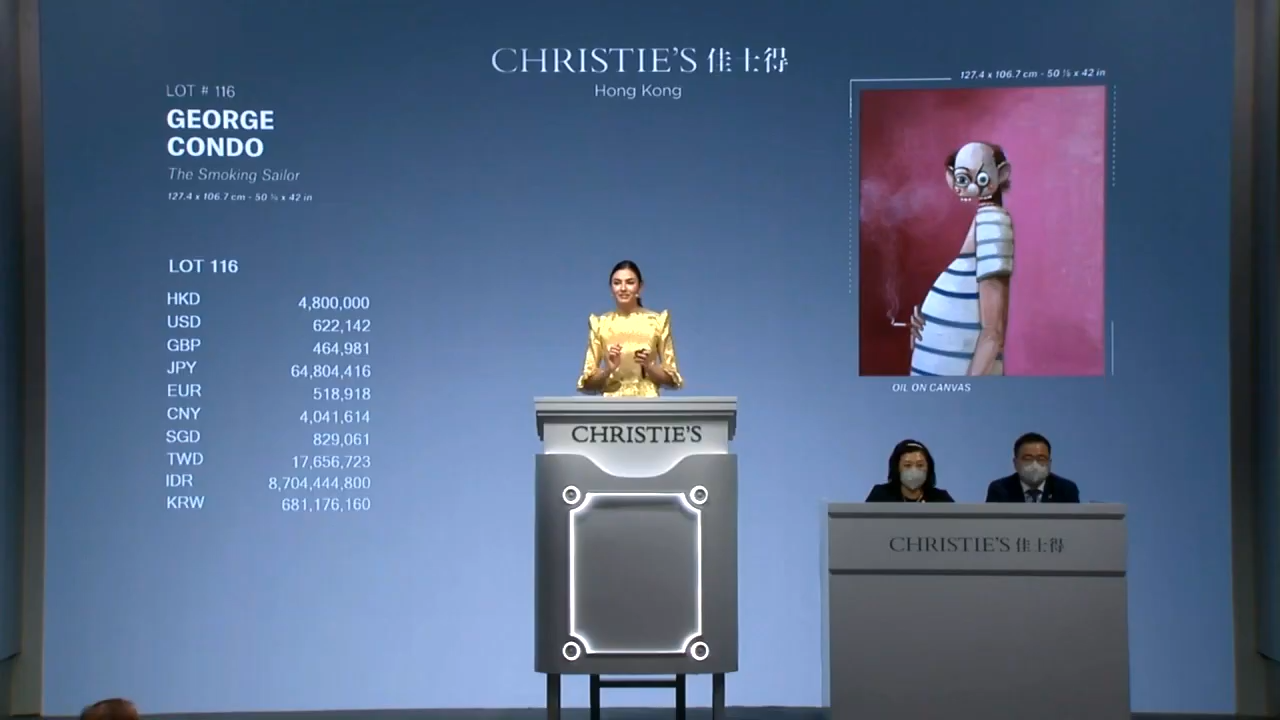 CHRISTIE'S 佳士得
Hong Kong
LOT # 116
GEORGE
CONDO
The Smoking Sailor
127.4 x 106.7 cm - 50 ⅛ x 42 in
LOT 116
HKD 4,800,000
USD 622,142
GBP 464,981
JPY 64,804,416
EUR 518,918
CNY 4,041,614
SGD 829,061
TWD 17,656,723
IDR 8,704,444,800
KRW 681,176,160
127.4 x 106.7 cm - 50 ⅛ x 42 in
OIL ON CANVAS
CHRISTIE'S
CHRISTIE'S 佳士得